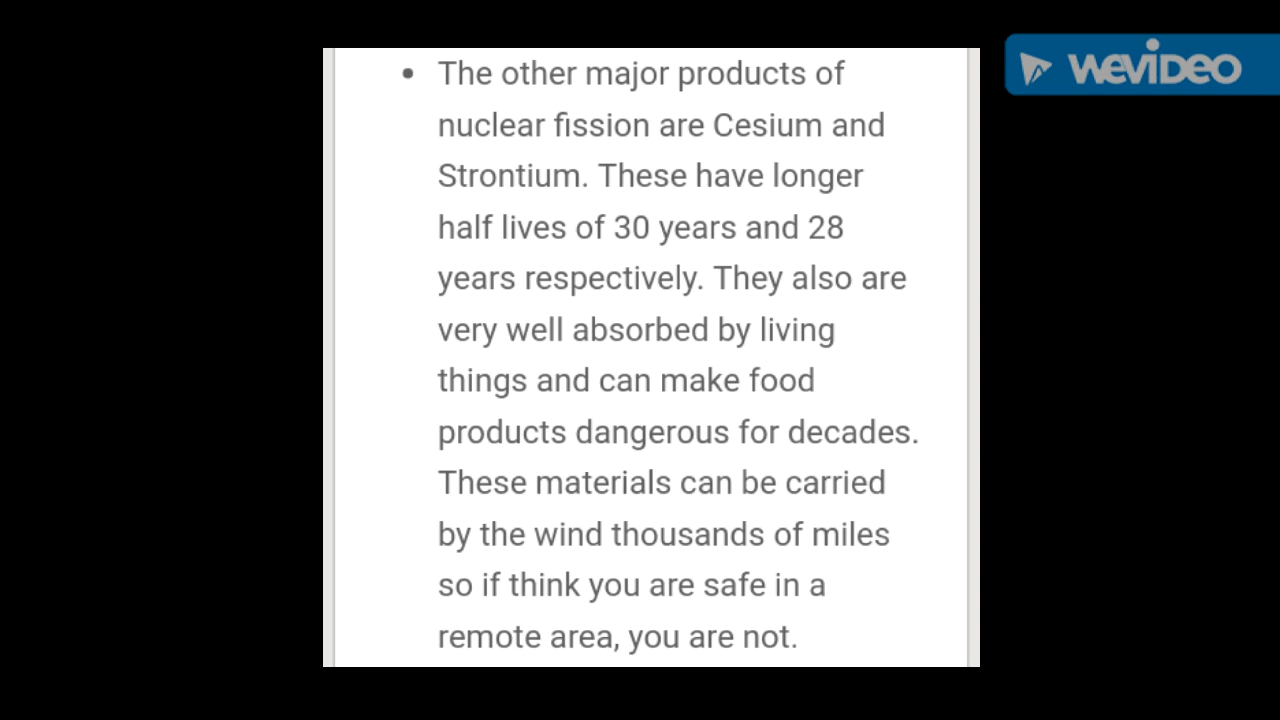 WEVIDEO
• The other major products of
nuclear fission are Cesium and
Strontium. These have longer
half lives of 30 years and 28
years respectively. They also are
very well absorbed by living
things and can make food
products dangerous for decades.
These materials can be carried
by the wind thousands of miles
so if think you are safe in a
remote area, you are not.